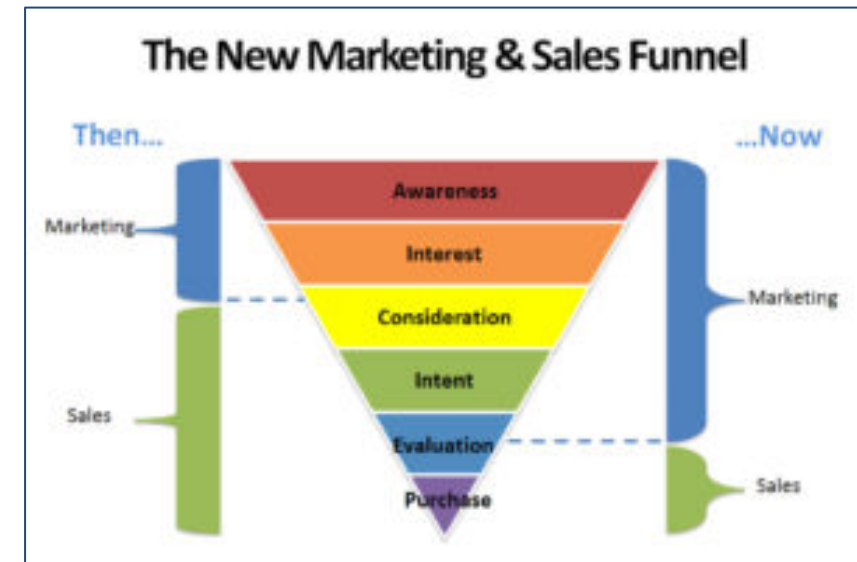 The New Marketing & Sales Funnel
Then...
...Now
Awareness
Marketing
Interest
Marketing
Consideration
Intent
Sales
Evaluation
Sales
Purchase